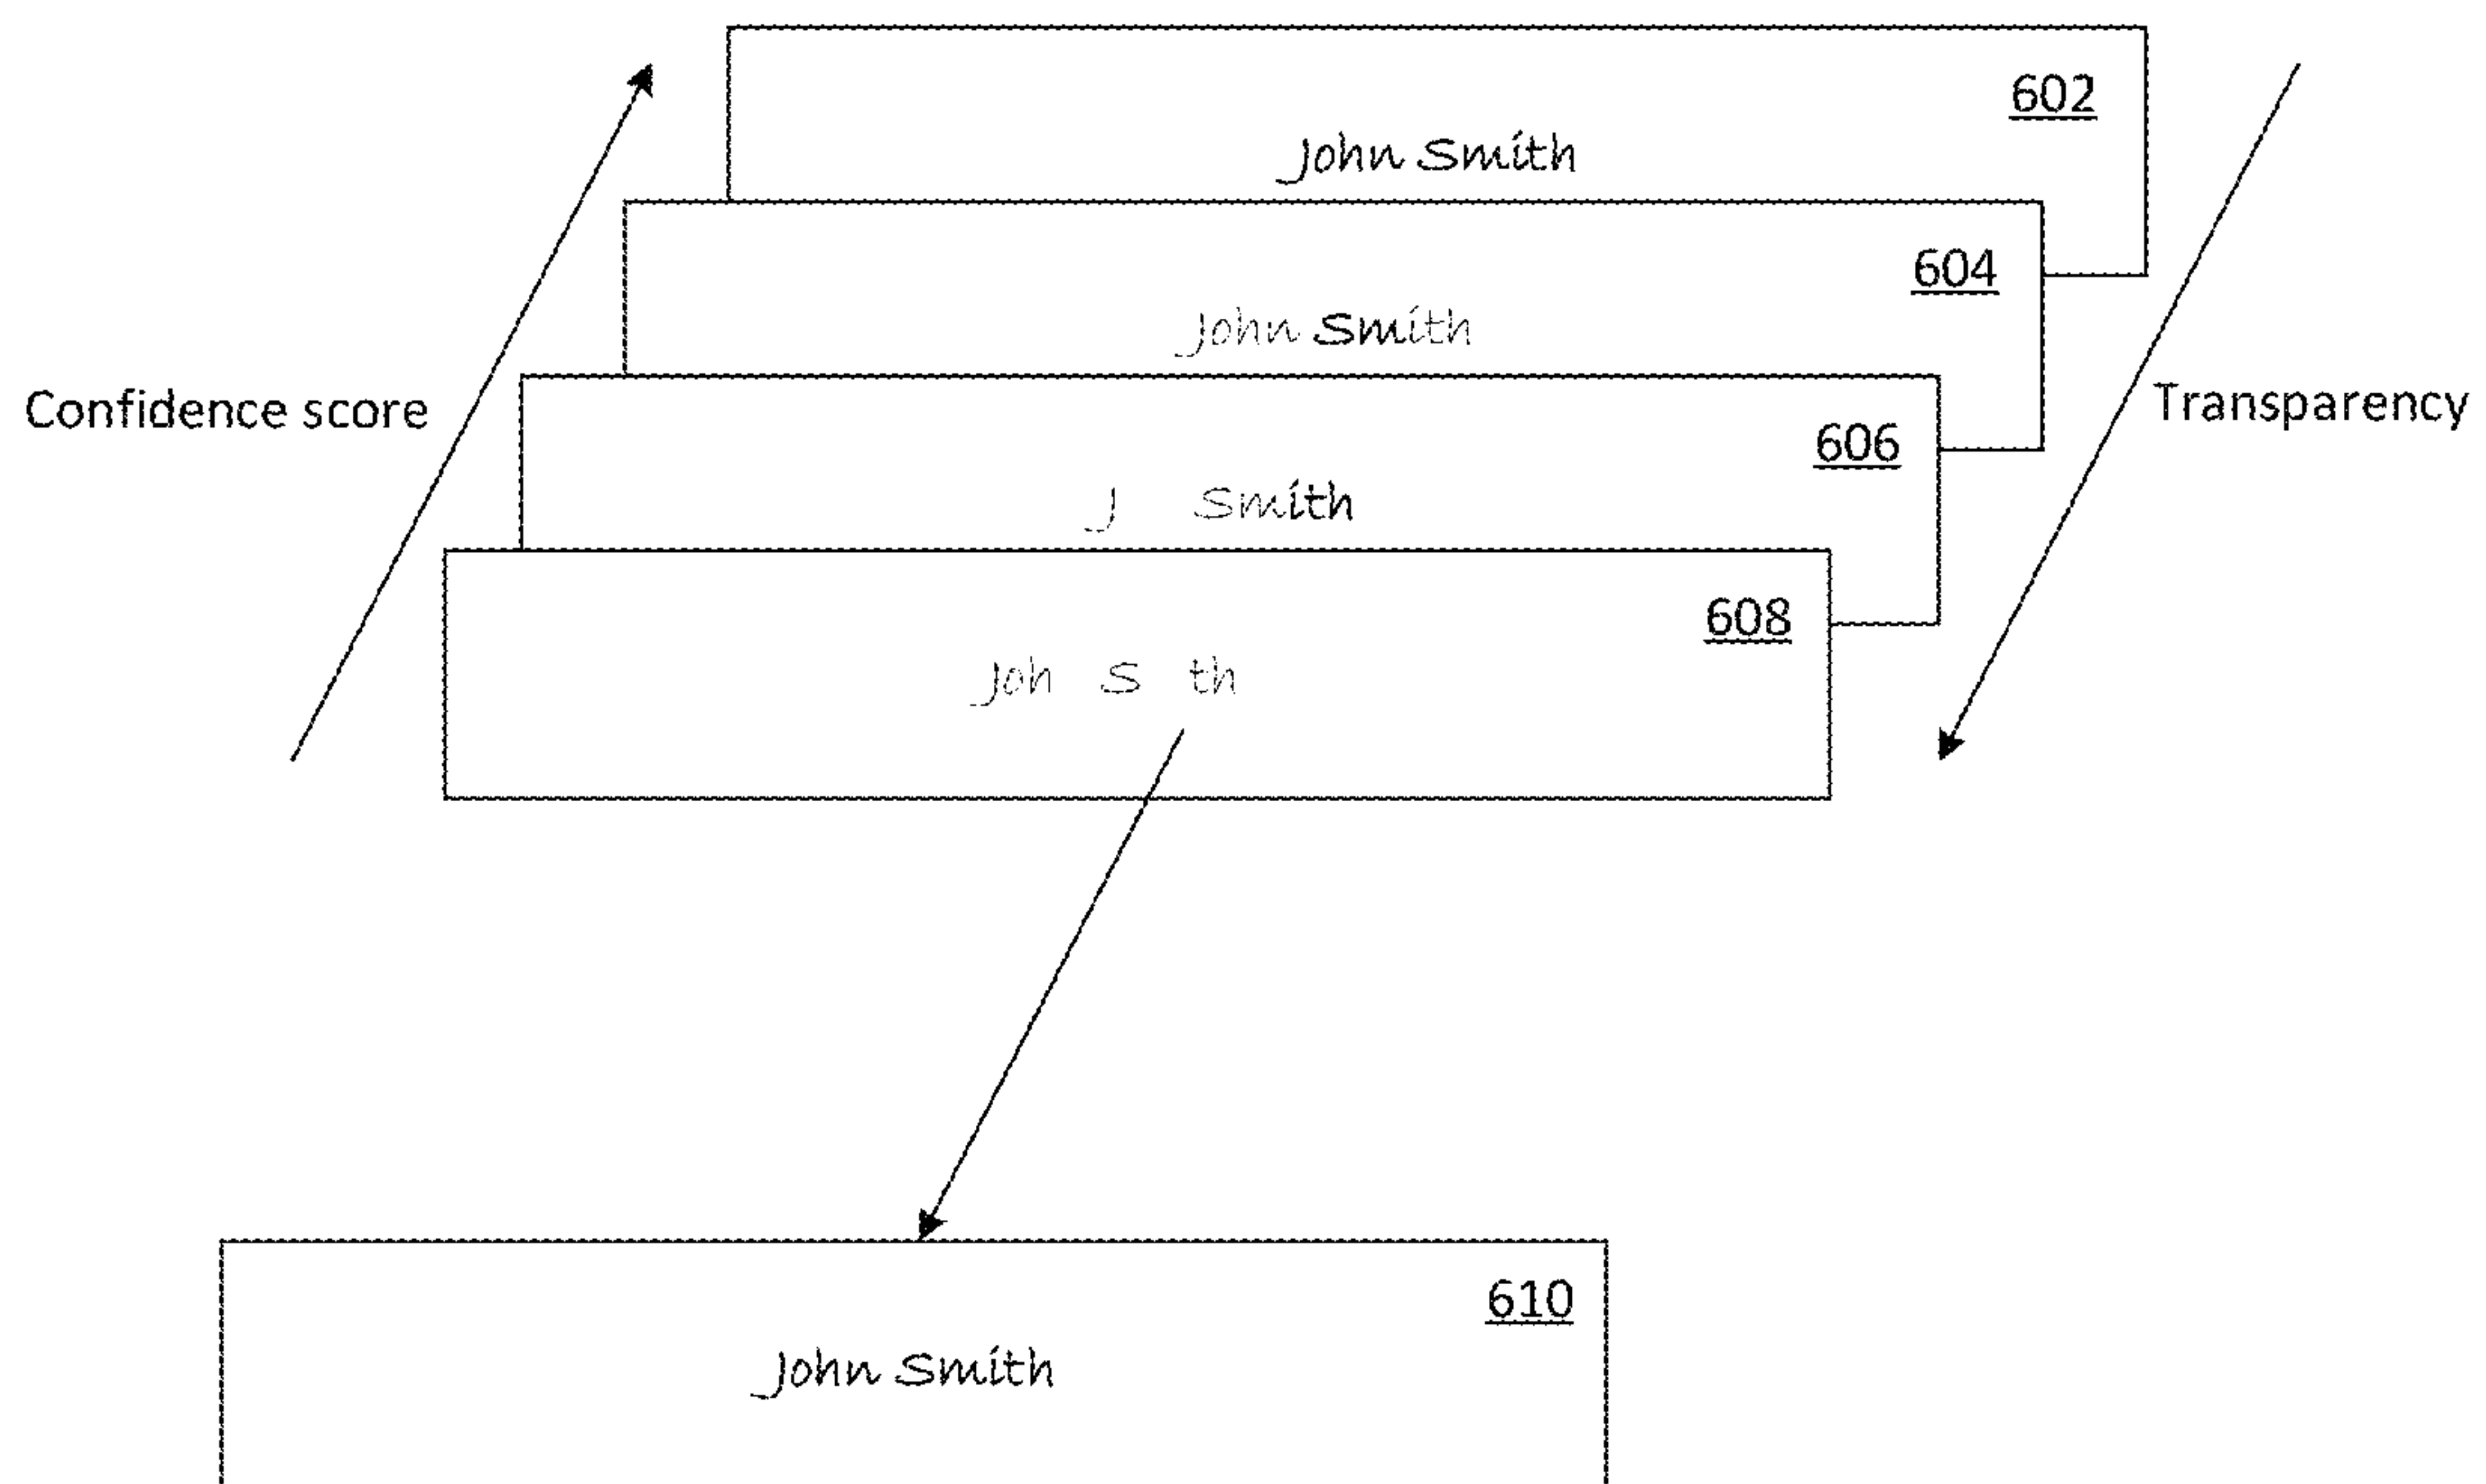 602
John Smith
604
John Smith
Confidence score
Transparency
606
J Smith
608
Joh S th
610
John Smith